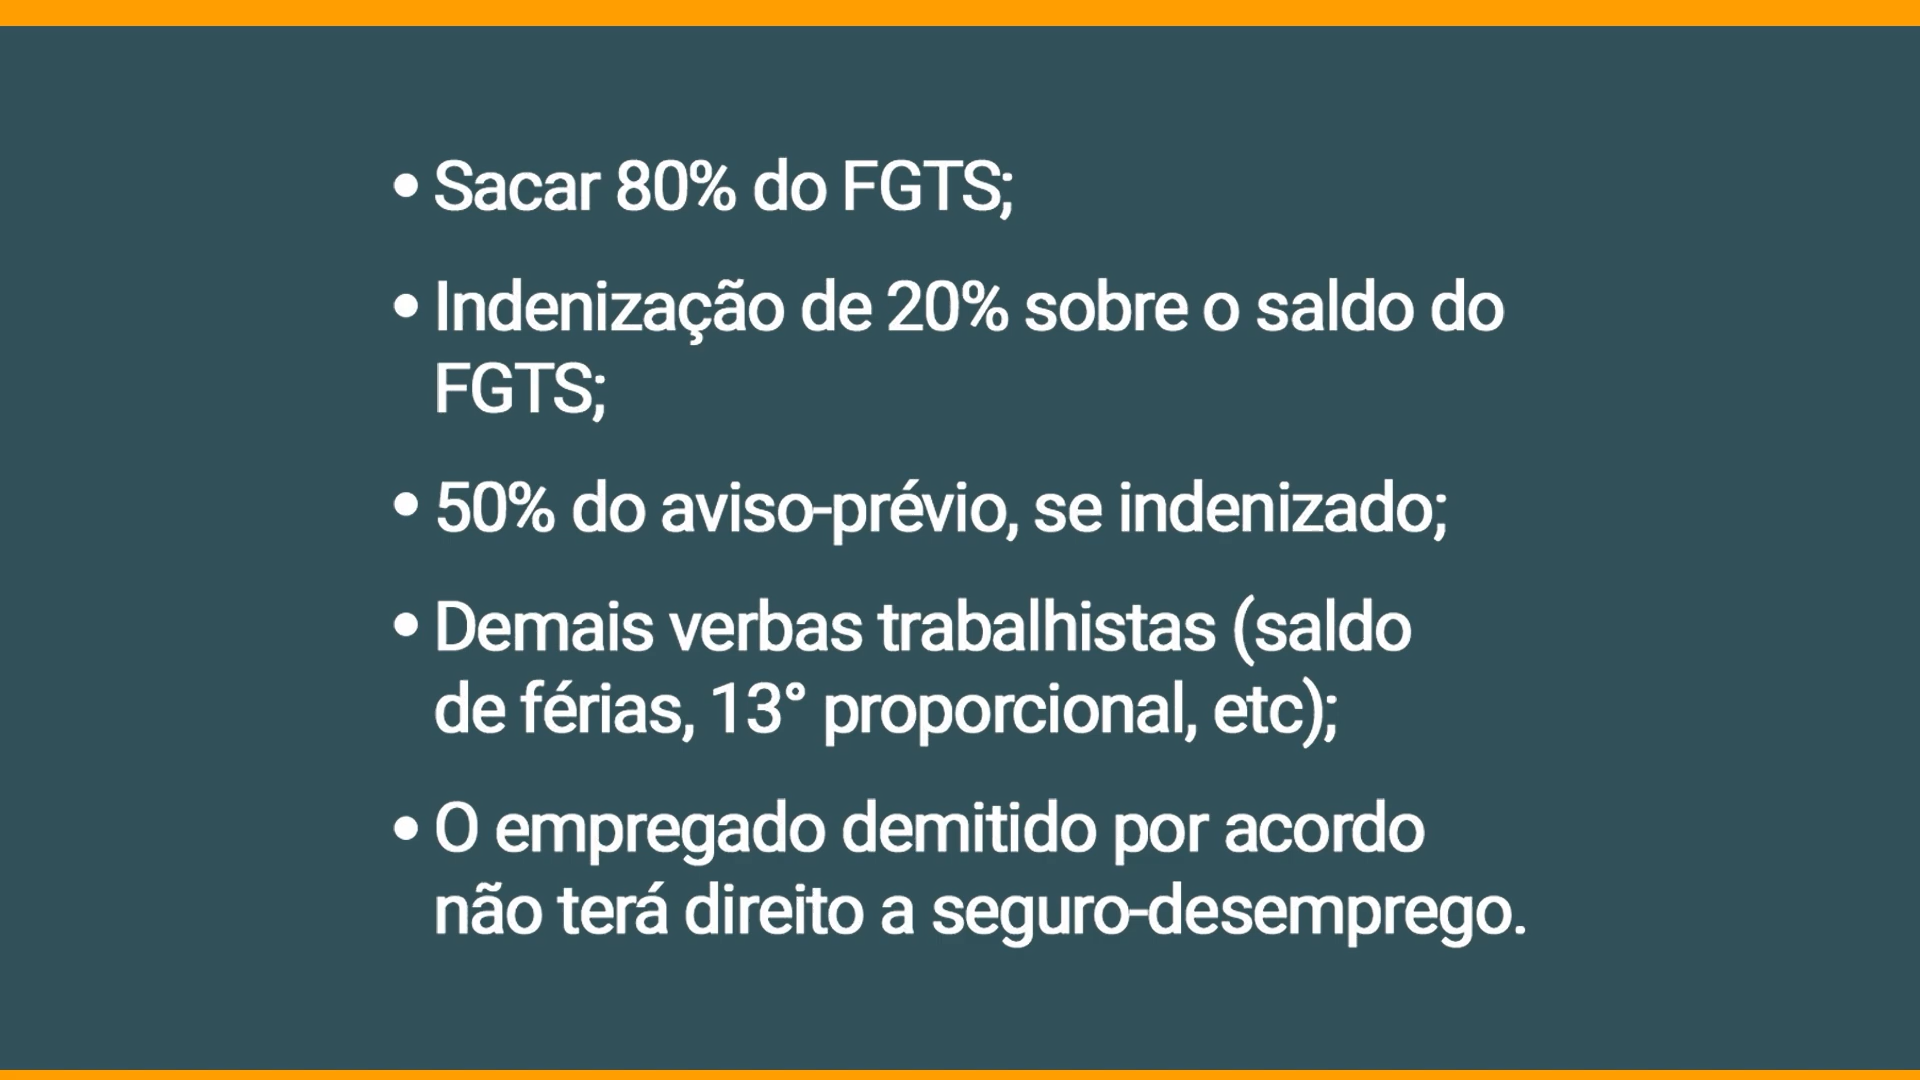 • Sacar 80% do FGTS;
• Indenização de 20% sobre o saldo do
FGTS;
• 50% do aviso-prévio, se indenizado;
• Demais verbas trabalhistas (saldo
de férias, 13° proporcional, etc);
• O empregado demitido por acordo
não terá direito a seguro-desemprego.